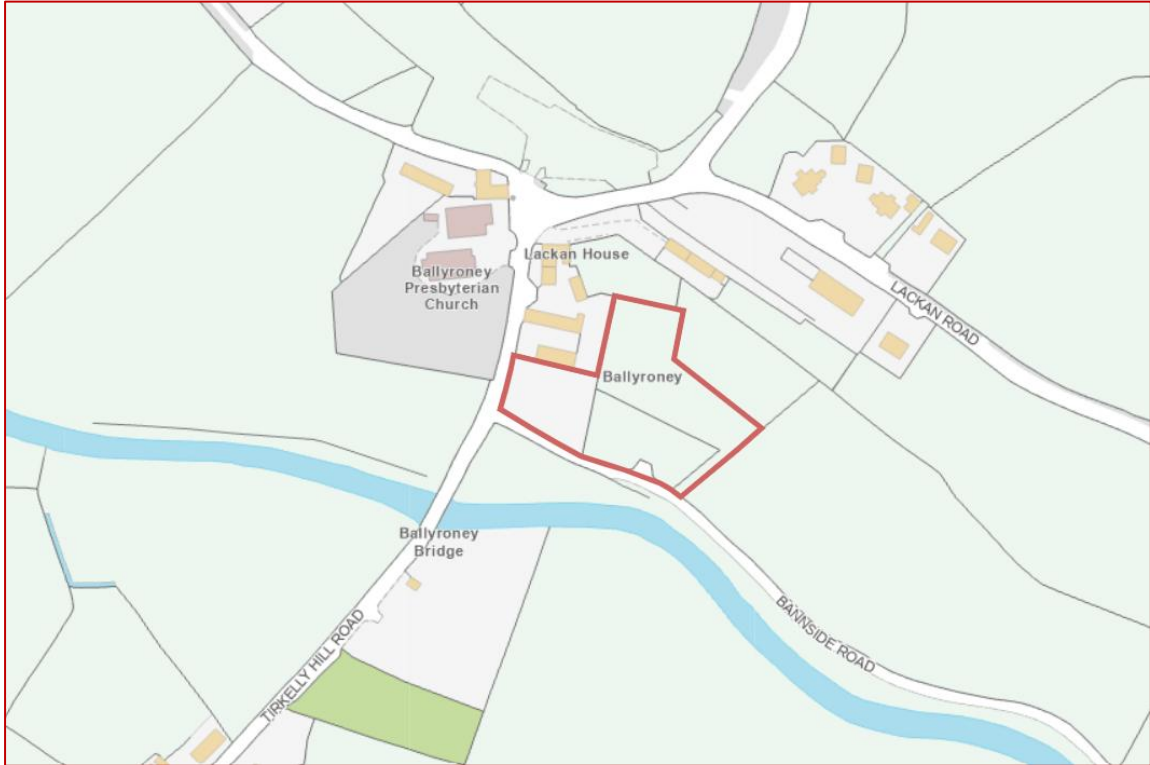 Lackan House
Ballyroney
Presbyterian
Church
LACKAN ROAD
Ballyroney
Ballyroney
Bridge
TIRKELLY HILL ROAD
BANNSIDE ROAD